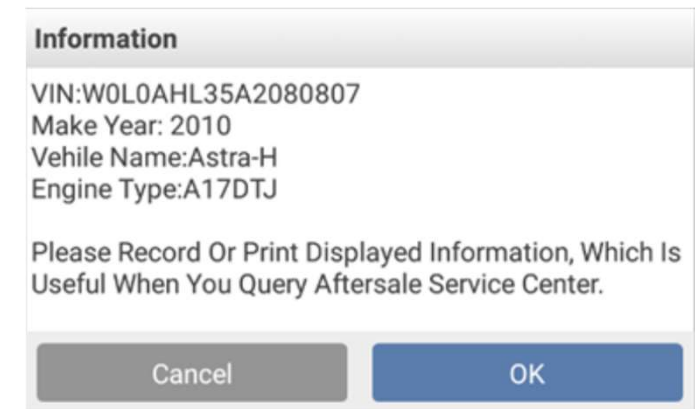 Information
VIN:W0L0AHL35A2080807
Make Year: 2010
Vehile Name:Astra-H
Engine Type:A17DTJ
Please Record Or Print Displayed Information, Which Is
Useful When You Query Aftersale Service Center.
Cancel
OK